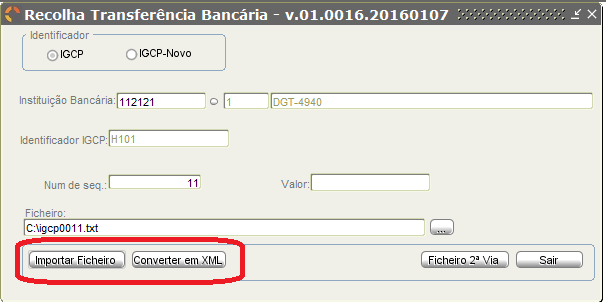 Recolha Transferência Bancária - v.01.0016.20160107
Identificador
IGCP IGCP-Novo
Instituição Bancária: 112121 1 DGT-4940
Identificador IGCP: H101
Num de seq.: 11 Valor:
Ficheiro:
C:\igcp0011.txt ...
Importar Ficheiro Converter em XML Ficheiro 2ª Via Sair